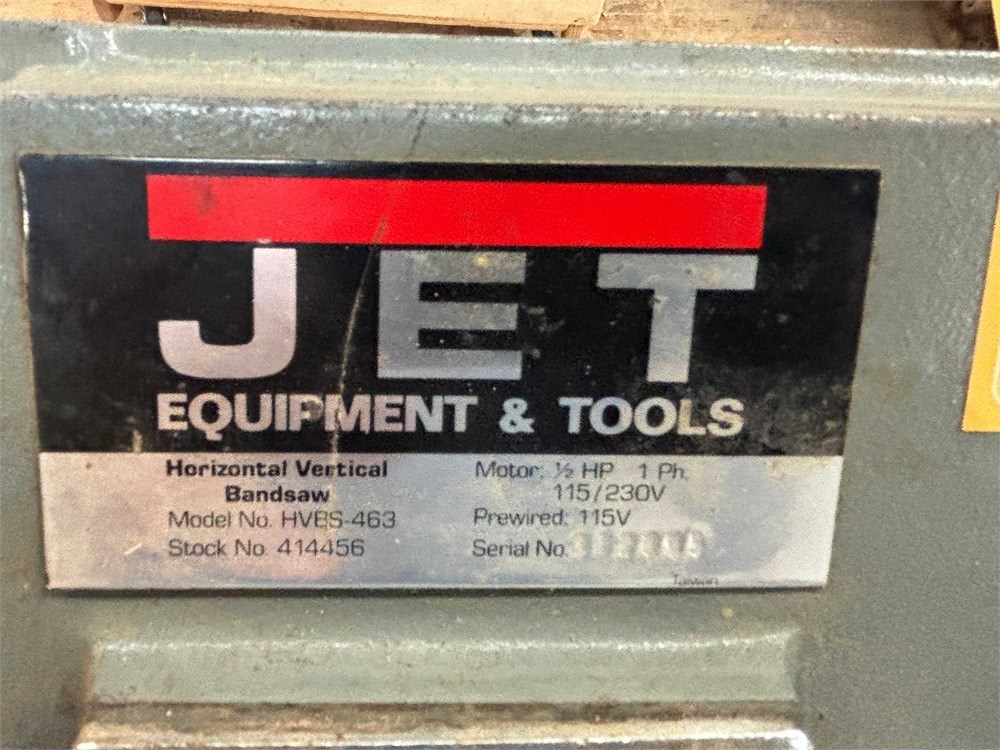 JET
EQUIPMENT & TOOLS
Horizontal Vertical
Bandsaw
Model No. HVBS-463
Stock No. 414456
Motor: ½ HP 1 Ph.
115/230V
Prewired: 115V
Serial No.
Taiwan